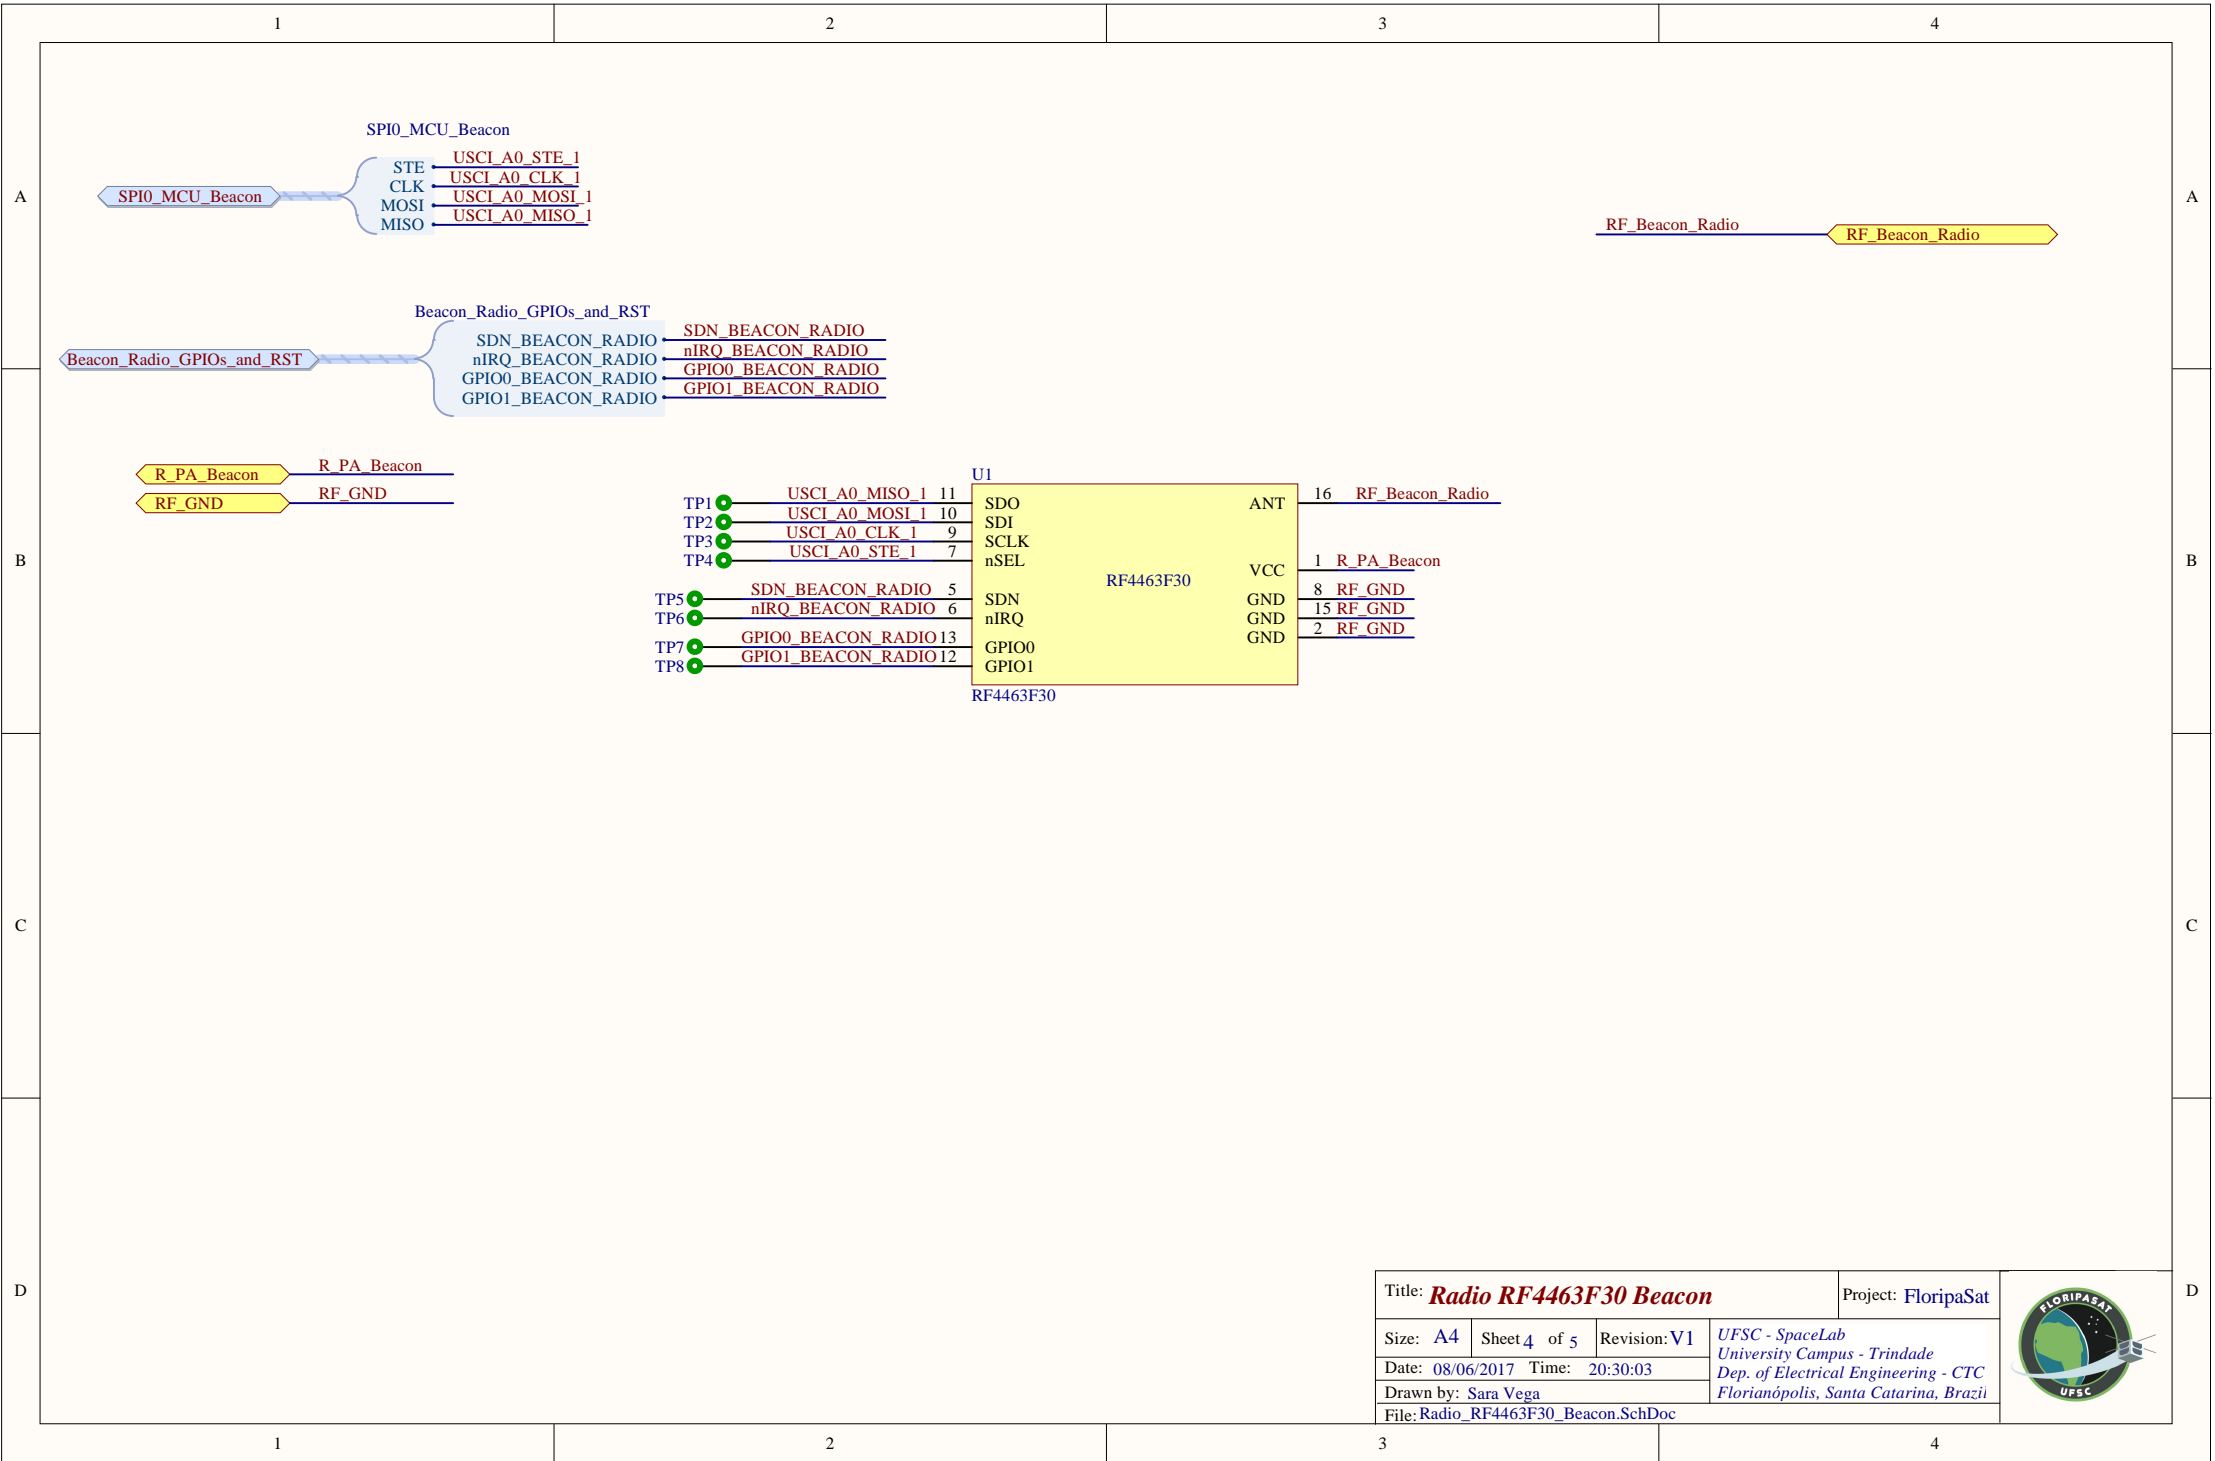 1 2 3 4
SPI0_MCU_Beacon
SPI0_MCU_Beacon
STE USCI_A0_STE_1
CLK USCI_A0_CLK_1
MOSI USCI_A0_MOSI_1
MISO USCI_A0_MISO_1
A A
RF_Beacon_Radio RF_Beacon_Radio
Beacon_Radio_GPIOs_and_RST
Beacon_Radio_GPIOs_and_RST
SDN_BEACON_RADIO SDN_BEACON_RADIO
nIRQ_BEACON_RADIO nIRQ_BEACON_RADIO
GPIO0_BEACON_RADIO GPIO0_BEACON_RADIO
GPIO1_BEACON_RADIO GPIO1_BEACON_RADIO
R_PA_Beacon R_PA_Beacon
RF_GND RF_GND
U1
TP1 USCI_A0_MISO_1 11 SDO
TP2 USCI_A0_MOSI_1 10 SDI
TP3 USCI_A0_CLK_1 9 SCLK
TP4 USCI_A0_STE_1 7 nSEL
TP5 SDN_BEACON_RADIO 5 SDN
TP6 nIRQ_BEACON_RADIO 6 nIRQ
TP7 GPIO0_BEACON_RADIO 13 GPIO0
TP8 GPIO1_BEACON_RADIO 12 GPIO1
RF4463F30
ANT 16 RF_Beacon_Radio
VCC 1 R_PA_Beacon
GND 8 RF_GND
GND 15 RF_GND
GND 2 RF_GND
RF4463F30
B B
C C
D D
Title: Radio RF4463F30 Beacon
Project: FloripaSat
Size: A4 Sheet 4 of 5 Revision: V1
Date: 08/06/2017 Time: 20:30:03
Drawn by: Sara Vega
File: Radio_RF4463F30_Beacon.SchDoc
UFSC - SpaceLab
University Campus - Trindade
Dep. of Electrical Engineering - CTC
Florianópolis, Santa Catarina, Brazil
FLORIPASAT
UFSC
1 2 3 4